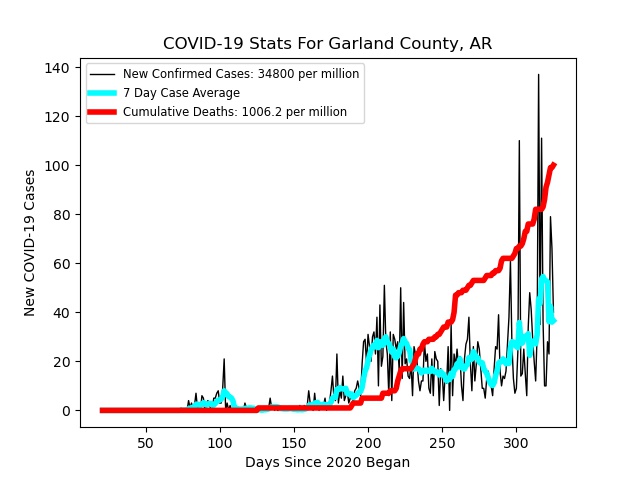 COVID-19 Stats For Garland County, AR
New Confirmed Cases: 34800 per million
7 Day Case Average
Cumulative Deaths: 1006.2 per million
New COVID-19 Cases
140
120
100
80
60
40
20
0
50 100 150 200 250 300
Days Since 2020 Began